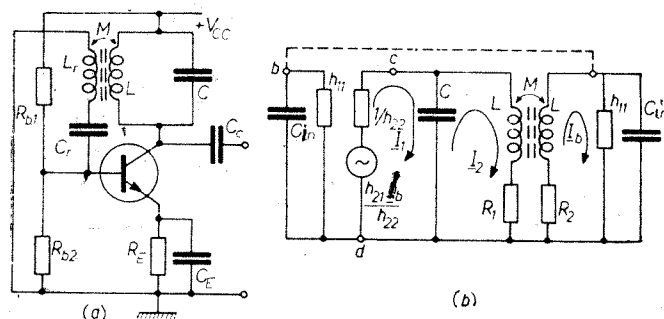 M
+V_CC
L_r
L
C
R_b1
C_r
C_c
R_b2
R_E
C_E
(a)
b
c
M
h_11
C_in
1/h_22
I_1
C
L
L
h_11
C_in
I_2
I_b
h_21 I_b
h_22
R_1
R_2
d
(b)